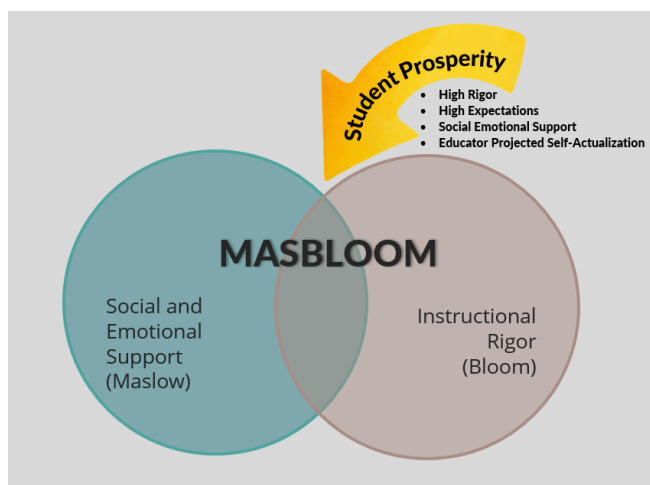 Student Prosperity
• High Rigor
• High Expectations
• Social Emotional Support
• Educator Projected Self-Actualization
MASBLOOM
Social and
Emotional
Support
(Maslow)
Instructional
Rigor
(Bloom)